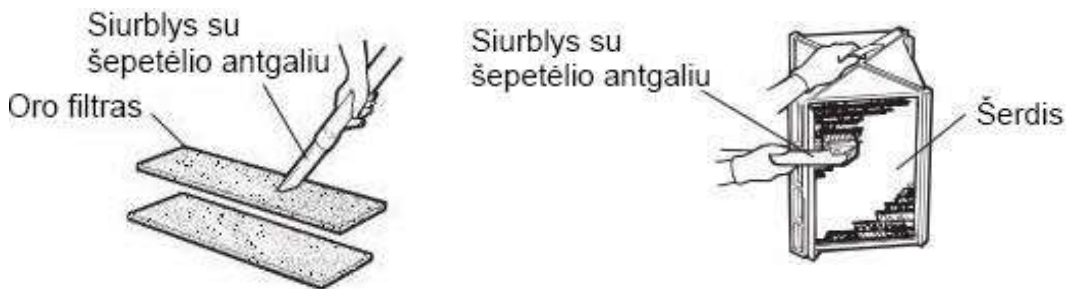 Siurblys su
šepetėlio antgaliu
Oro filtras
Siurblys su
šepetėlio antgaliu
Šerdis